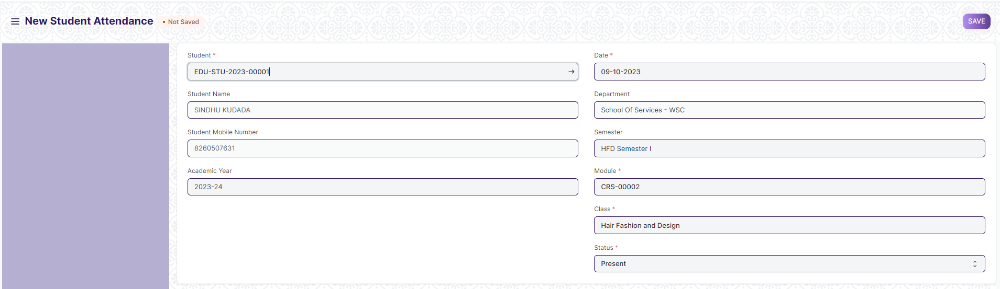 New Student Attendance
• Not Saved
SAVE
Student *
EDU-STU-2023-00001
Student Name
SINDHU KUDADA
Student Mobile Number
8260507631
Academic Year
2023-24
Date *
09-10-2023
Department
School Of Services - WSC
Semester
HFD Semester I
Module *
CRS-00002
Class *
Hair Fashion and Design
Status *
Present